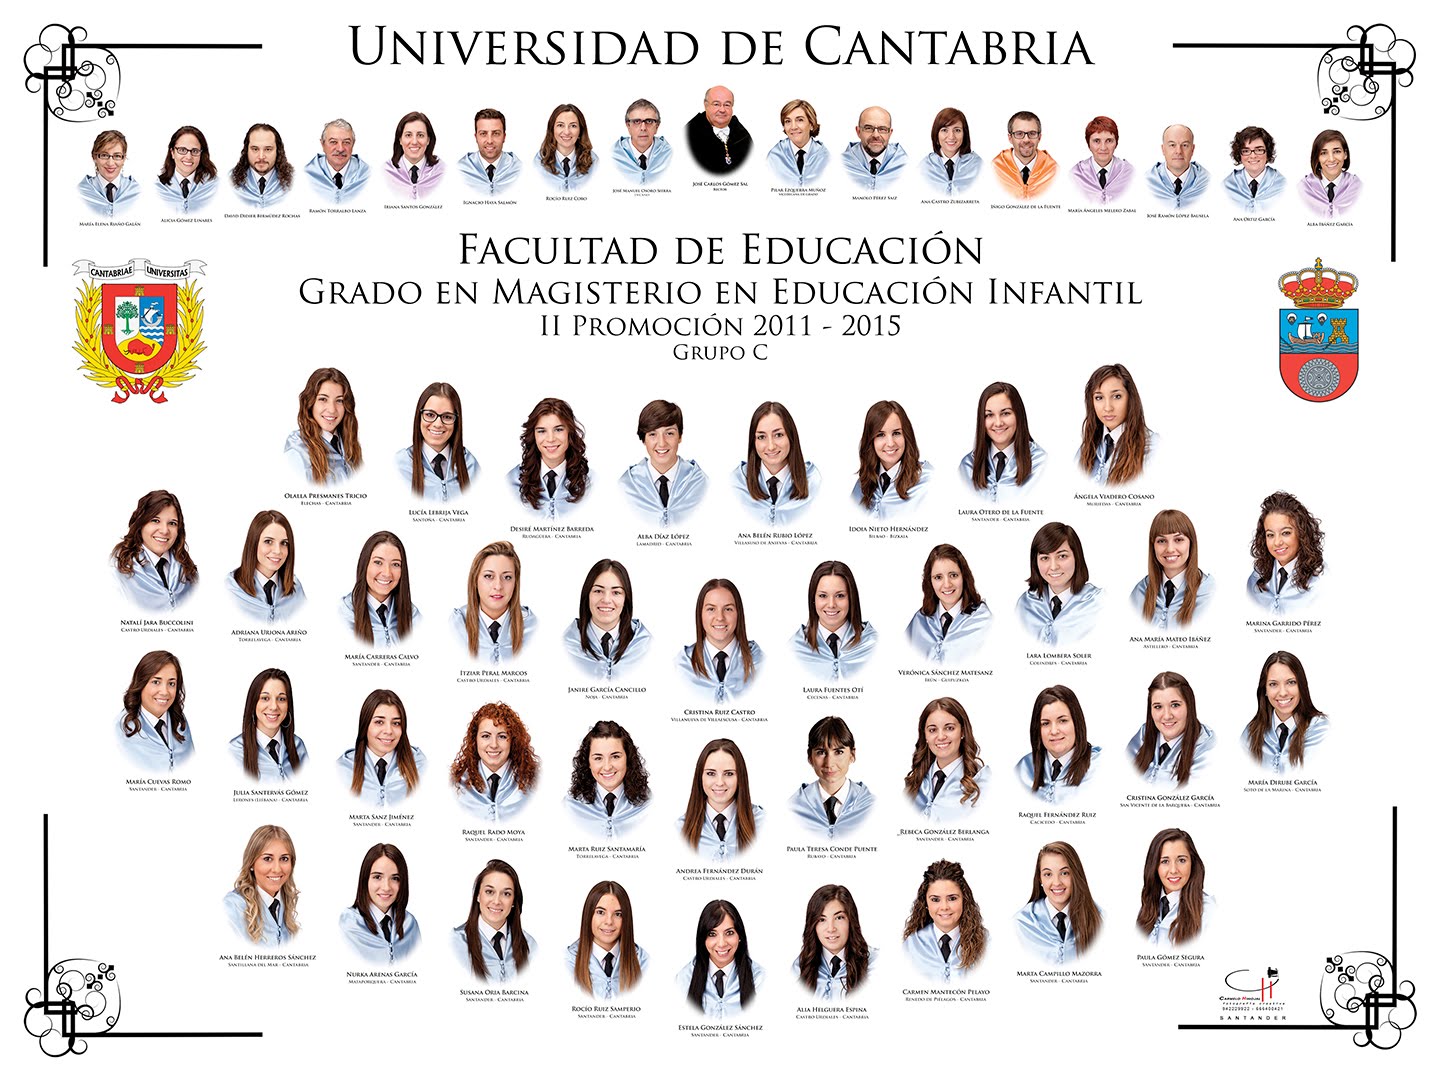 UNIVERSIDAD DE CANTABRIA
MARÍA ELENA RIAÑO GALÁN
ALICIA GÓMEZ LINARES
DAVID DIDIER BERMÚDEZ ROCHAS
RAMÓN TORRALBO LANZA
IRIANA SANTOS GONZÁLEZ
IGNACIO HAYA SALMÓN
ROCÍO RUIZ COBO
JOSÉ MANUEL OSORO SIERRA
DECANO
JOSÉ CARLOS GÓMEZ SAL
RECTOR
PILAR EZQUERRA MUÑOZ
VICEDECANA DE GRADO
MANOLO PÉREZ SAIZ
ANA CASTRO ZUBIZARRETA
IÑIGO GONZÁLEZ DE LA FUENTE
MARÍA ÁNGELES MELERO ZABAL
JOSÉ RAMÓN LÓPEZ BAUSELA
ANA ORTIZ GARCÍA
ALBA IBÁÑEZ GARCÍA
FACULTAD DE EDUCACIÓN
GRADO EN MAGISTERIO EN EDUCACIÓN INFANTIL
II PROMOCIÓN 2011 - 2015
GRUPO C
CANTABRIAE UNIVERSITAS
OLALLA PRESMANES TRICIO
ELECHAS - CANTABRIA
LUCÍA LEBRIJA VEGA
SANTOÑA - CANTABRIA
DESIRÉ MARTÍNEZ BARREDA
RUDAGÜERA - CANTABRIA
ALBA DÍAZ LÓPEZ
LAMADRID - CANTABRIA
ANA BELÉN RUBIO LÓPEZ
VILLASUSO DE ANIEVAS - CANTABRIA
IDOIA NIETO HERNÁNDEZ
BILBAO - BIZKAIA
LAURA OTERO DE LA FUENTE
SANTANDER - CANTABRIA
ÁNGELA VIADERO COSANO
MURIEDAS - CANTABRIA
NATALÍ JARA BUCCOLINI
CASTRO URDIALES - CANTABRIA
ADRIANA URIONA ARIÑO
TORRELAVEGA - CANTABRIA
MARÍA CARRERAS CALVO
SANTANDER - CANTABRIA
ITZIAR PERAL MARCOS
CASTRO URDIALES - CANTABRIA
JANIRE GARCÍA CANCILLO
NOJA - CANTABRIA
CRISTINA RUIZ CASTRO
VILLANUEVA DE VILLAESCUSA - CANTABRIA
LAURA FUENTES OTÍ
CECEÑAS - CANTABRIA
VERÓNICA SÁNCHEZ MATESANZ
IRÚN - GUIPUZKOA
LARA LOMBERA SOLER
COLINDRES - CANTABRIA
ANA MARÍA MATEO IBÁÑEZ
ASTILLERO - CANTABRIA
MARINA GARRIDO PÉREZ
SANTANDER - CANTABRIA
MARÍA CUEVAS ROMO
SANTANDER - CANTABRIA
JULIA SANTERVÁS GÓMEZ
(LIEBANA) - CANTABRIA
MARTA SANZ JIMÉNEZ
SANTANDER - CANTABRIA
RAQUEL RADO MOYA
SANTANDER - CANTABRIA
MARTA RUIZ SANTAMARÍA
TORRELAVEGA - CANTABRIA
ANDREA FERNÁNDEZ DURÁN
CASTRO URDIALES - CANTABRIA
PAULA TERESA CONDE PUENTE
RUBAYO - CANTABRIA
_REBECA GONZÁLEZ BERLANGA
SANTANDER - CANTABRIA
RAQUEL FERNÁNDEZ RUIZ
CACICEDO - CANTABRIA
CRISTINA GONZÁLEZ GARCÍA
SAN VICENTE DE LA BARQUERA - CANTABRIA
MARÍA DIRUBE GARCÍA
SOTO DE LA MARINA - CANTABRIA
ANA BELÉN HERREROS SÁNCHEZ
SANTILLANA DEL MAR - CANTABRIA
NURKA ARENAS GARCÍA
MATAPORQUERA - CANTABRIA
SUSANA ORIA BARCINA
SANTANDER - CANTABRIA
ROCÍO RUIZ SAMPERIO
SANTANDER - CANTABRIA
ESTELA GONZÁLEZ SÁNCHEZ
SANTANDER - CANTABRIA
ALIA HELGUERA ESPINA
CASTRO URDIALES - CANTABRIA
CARMEN MANTECÓN PELAYO
RENEDO DE PIÉLAGOS - CANTABRIA
MARTA CAMPILLO MAZORRA
SANTANDER - CANTABRIA
PAULA GÓMEZ SEGURA
SANTANDER - CANTABRIA
CARMELO HINOJAL
fotografía creativa
942229922 - 666400421
SANTANDER